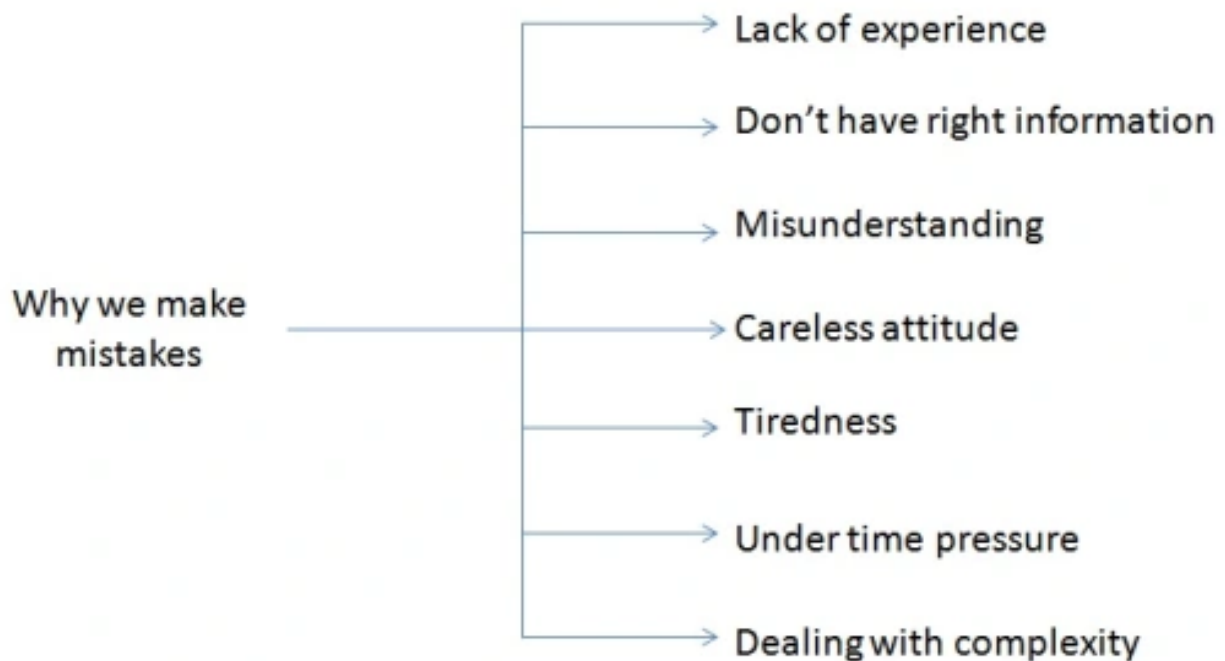 Why we make
mistakes
Lack of experience
Don't have right information
Misunderstanding
Careless attitude
Tiredness
Under time pressure
Dealing with complexity